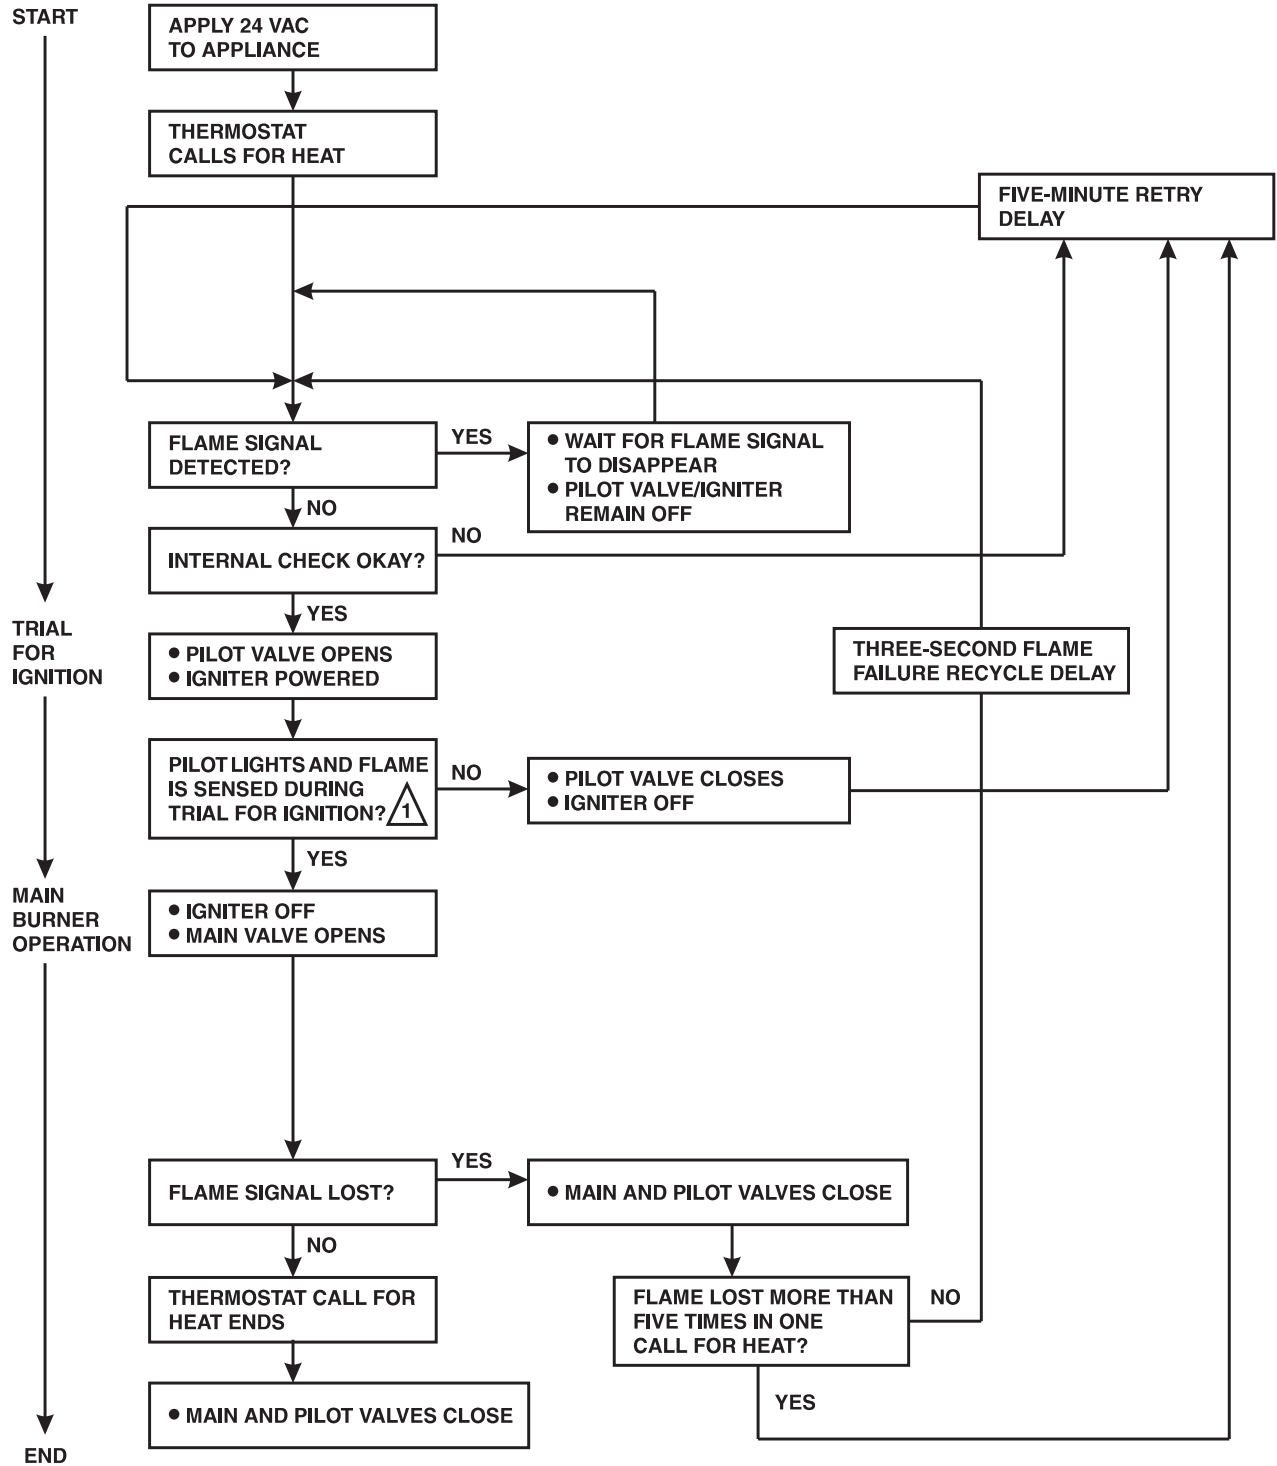 START
APPLY 24 VAC
TO APPLIANCE
THERMOSTAT
CALLS FOR HEAT
FIVE-MINUTE RETRY
DELAY
FLAME SIGNAL
DETECTED?
YES
● WAIT FOR FLAME SIGNAL
TO DISAPPEAR
● PILOT VALVE/IGNITER
REMAIN OFF
NO
INTERNAL CHECK OKAY?
NO
YES
TRIAL
FOR
IGNITION
● PILOT VALVE OPENS
● IGNITER POWERED
THREE-SECOND FLAME
FAILURE RECYCLE DELAY
PILOT LIGHTS AND FLAME
IS SENSED DURING
TRIAL FOR IGNITION? 1
NO
● PILOT VALVE CLOSES
● IGNITER OFF
YES
MAIN
BURNER
OPERATION
● IGNITER OFF
● MAIN VALVE OPENS
FLAME SIGNAL LOST?
YES
● MAIN AND PILOT VALVES CLOSE
NO
THERMOSTAT CALL FOR
HEAT ENDS
FLAME LOST MORE THAN
FIVE TIMES IN ONE
CALL FOR HEAT?
NO
YES
● MAIN AND PILOT VALVES CLOSE
END